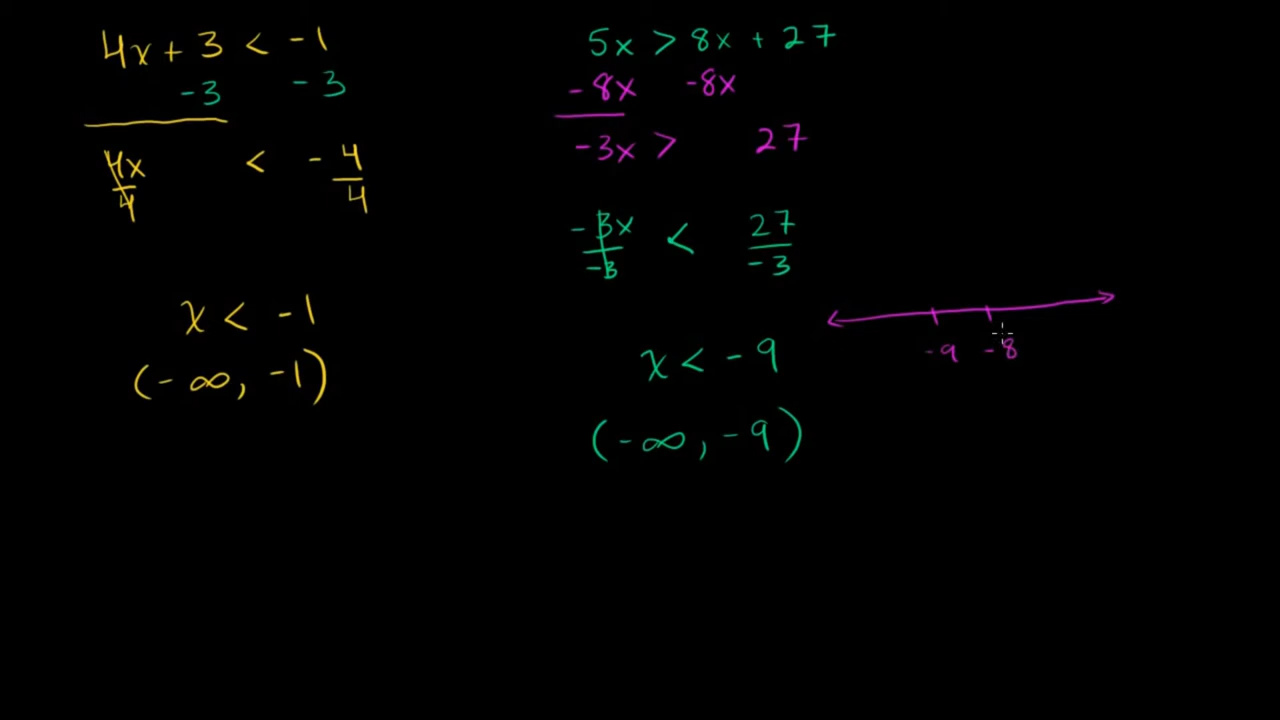 4x + 3 < -1
-3 -3
4x < -4
4 4
x < -1
(-∞, -1)
5x > 8x + 27
-8x -8x
-3x > 27
-3x < 27
-3 -3
x < -9
(-∞, -9)
-9 -8